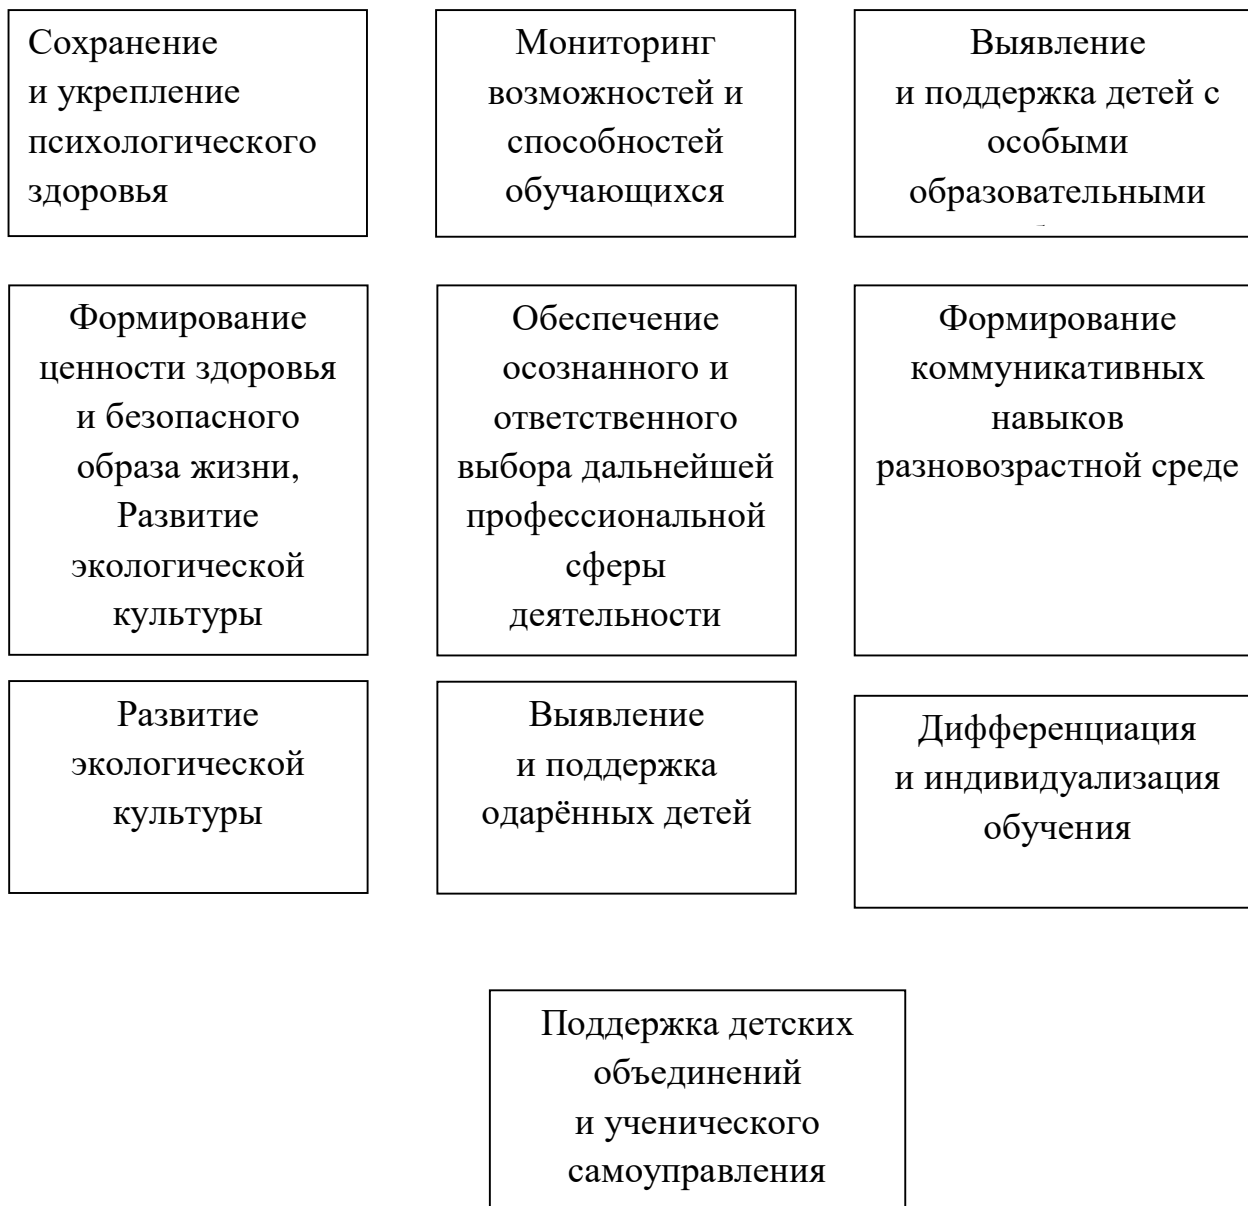 Сохранение
и укрепление
психологического
здоровья
Мониторинг
возможностей и
способностей
обучающихся
Выявление
и поддержка детей с
особыми
образовательными
Формирование
ценности здоровья
и безопасного
образа жизни,
Развитие
экологической
культуры
Обеспечение
осознанного и
ответственного
выбора дальнейшей
профессиональной
сферы
деятельности
Формирование
коммуникативных
навыков
разновозрастной среде
Развитие
экологической
культуры
Выявление
и поддержка
одарённых детей
Дифференциация
и индивидуализация
обучения
Поддержка детских
объединений
и ученического
самоуправления